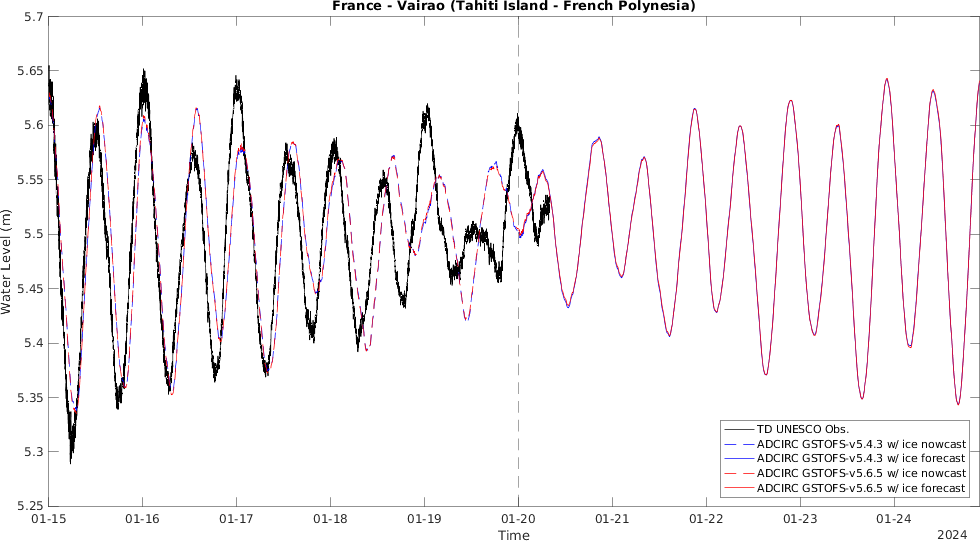 France - Vairao (Tahiti Island - French Polynesia)
5.7
5.65
5.6
5.55
5.5
5.45
5.4
5.35
5.3
5.25
Water Level (m)
TD UNESCO Obs.
ADCIRC GSTOFS-v5.4.3 w/ ice nowcast
ADCIRC GSTOFS-v5.4.3 w/ ice forecast
ADCIRC GSTOFS-v5.6.5 w/ ice nowcast
ADCIRC GSTOFS-v5.6.5 w/ ice forecast
01-15 01-16 01-17 01-18 01-19 01-20 01-21 01-22 01-23 01-24
Time
2024